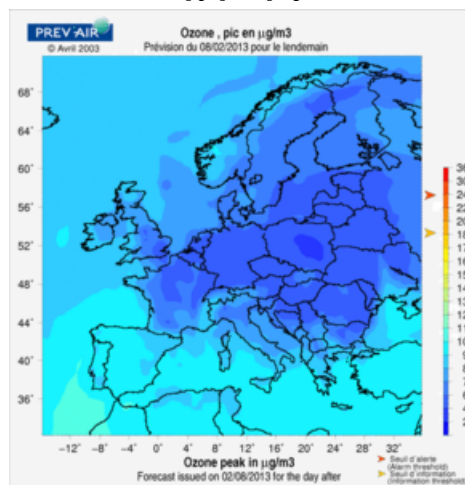 PREV'AIR
© Avril 2003
Ozone , pic en µg/m3
Prévision du 08/02/2013 pour le lendemain
68°
64°
60°
56°
52°
48°
44°
40°
36°
−12° −8° −4° 0° 4° 8° 12° 16° 20° 24° 28° 32°
Ozone peak in µg/m3
Forecast issued on 02/08/2013 for the day after
Seuil d'alerte
(Alarm threshold)
Seuil d'information
(Information threshold)